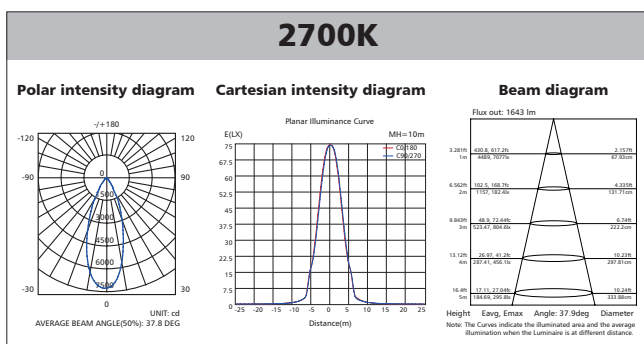 2700K
Polar intensity diagram
-/+180
-120
120
-90
90
0
500
3000
4500
6000
7500
-30
30
0
UNIT: cd
AVERAGE BEAM ANGLE(50%): 37.8 DEG
Cartesian intensity diagram
Planar Illuminance Curve
E(LX)
MH=10m
C0/180
C90/270
75
67.5
60
52.5
45
37.5
30
22.5
15
7.5
0
-25 -20 -15 -10 -5 0 5 10 15 20 25
Distance(m)
Beam diagram
Flux out: 1643 lm
3.281ft 430.8, 617.2fc 2.157ft
1m 4489, 7077lx 67.93cm
6.562ft 102.5, 168.7fc 4.335ft
2m 1157, 182.4lx 131.71cm
9.843ft 48.9, 72.44fc 6.74ft
3m 523.47, 804.6lx 222.2cm
13.12ft 26.97, 41.2fc 10.23ft
4m 287.41, 456.1lx 297.81cm
16.4ft 17.11, 27.04fc 10.24ft
5m 184.69, 295.8lx 333.88cm
Height Eavg, Emax Angle: 37.9deg Diameter
Note: The Curves indicate the illuminated area and the average
illumination when the Luminaire is at different distance.